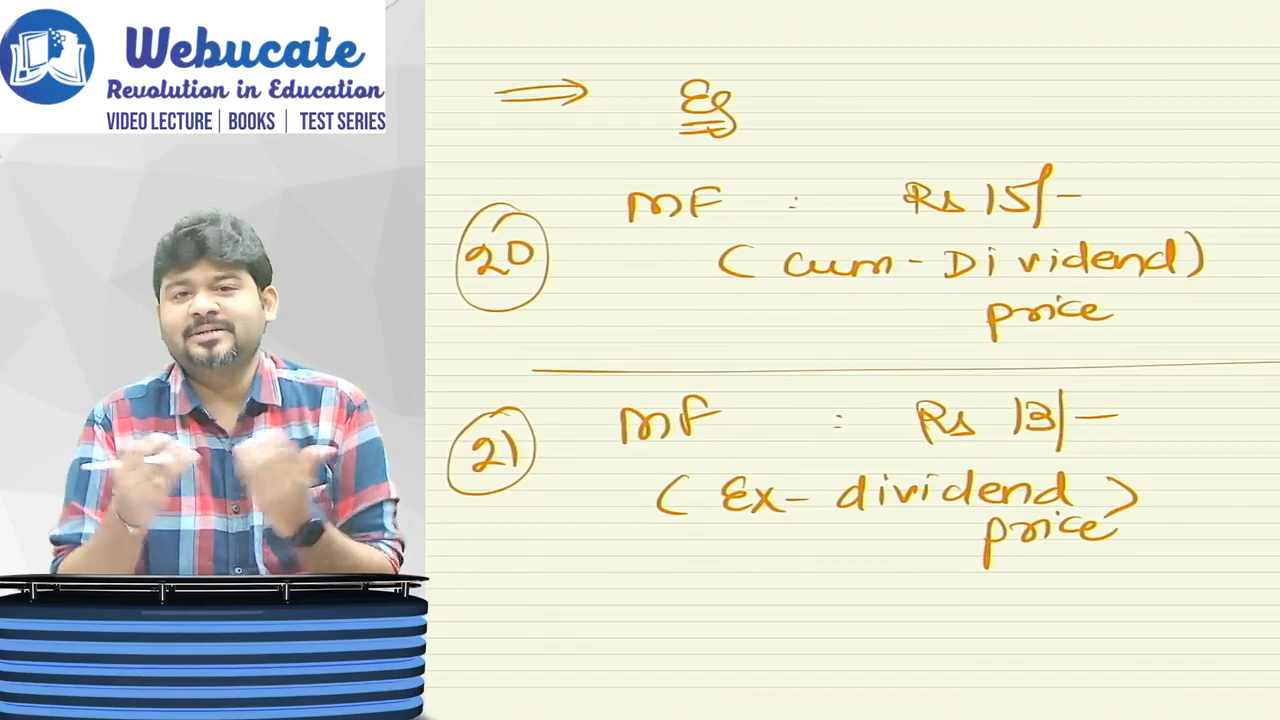 Webucate
Revolution in Education
VIDEO LECTURE | BOOKS | TEST SERIES
⟹ Eg
20 MF : Rs 15/-
(Cum-Dividend)
price
21 MF : Rs 13/-
(Ex-dividend)
price